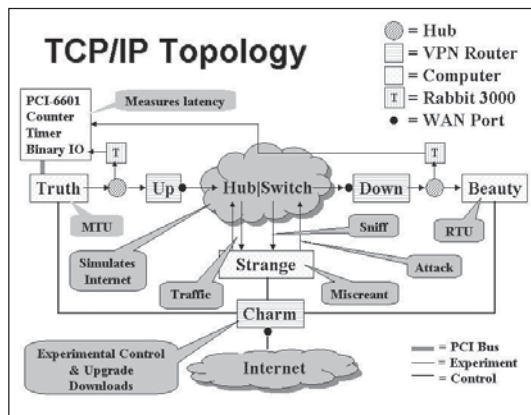 TCP/IP Topology
= Hub
= VPN Router
= Computer
T = Rabbit 3000
= WAN Port
PCI-6601
Counter
Timer
Binary IO
Measures latency
T
T
Truth
Up
Hub|Switch
Down
Beauty
MTU
RTU
Simulates
Internet
Traffic
Sniff
Attack
Strange
Miscreant
Charm
Experimental Control
& Upgrade
Downloads
Internet
= PCI Bus
= Experiment
= Control